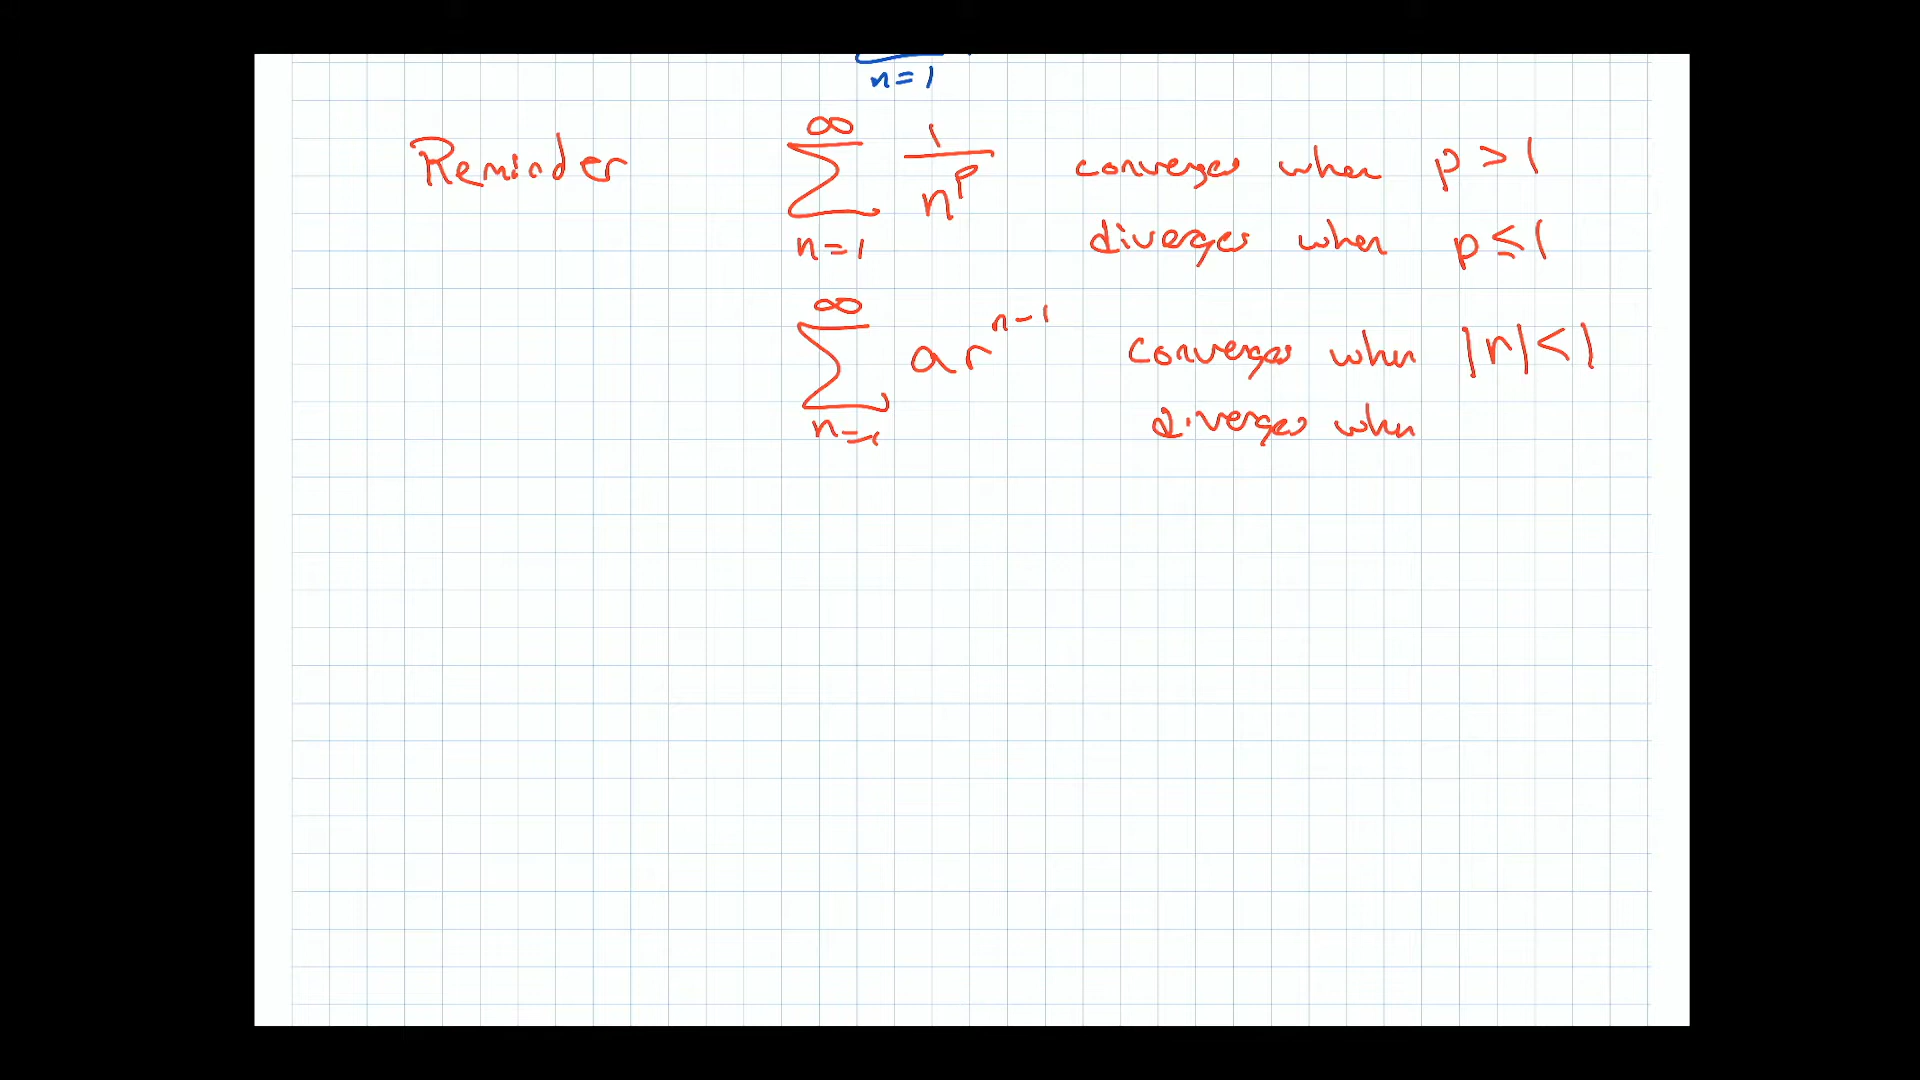 n=1
Reminder ∑ n=1 ∞ 1/n^p converges when p > 1
diverges when p ≤ 1
∑ n=1 ∞ ar^(n-1) converges when |r| < 1
diverges when